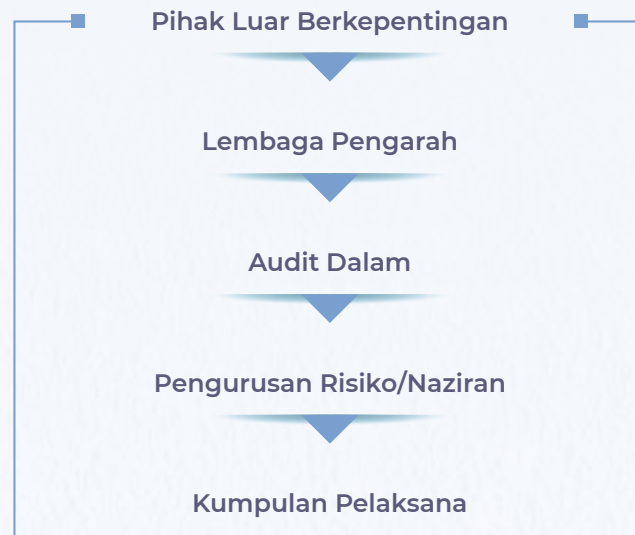 Pihak Luar Berkepentingan
Lembaga Pengarah
Audit Dalam
Pengurusan Risiko/Naziran
Kumpulan Pelaksana